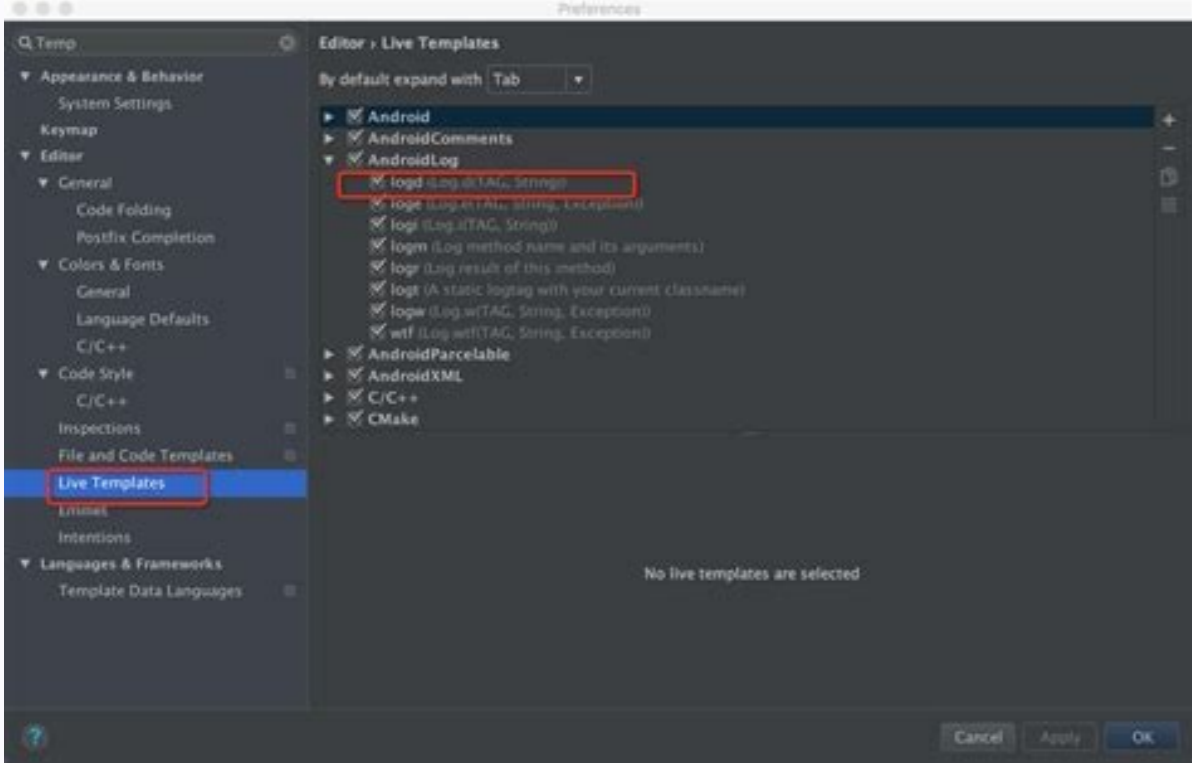 Preferences
Temp
Appearance & Behavior
System Settings
Keymap
Editor
General
Code Folding
Postfix Completion
Colors & Fonts
General
Language Defaults
C/C++
Code Style
C/C++
Inspections
File and Code Templates
Live Templates
Emmet
Intentions
Languages & Frameworks
Template Data Languages
Editor › Live Templates
By default expand with Tab
Android
AndroidComments
AndroidLog
logd (Log.d(TAG, String))
loge (Log.e(TAG, String, Exception))
logi (Log.i(TAG, String))
logm (Log method name and its arguments)
logr (Log result of this method)
logt (A static logtag with your current classname)
logw (Log.w(TAG, String, Exception))
wtf (Log.wtf(TAG, String, Exception))
AndroidParcelable
AndroidXML
C/C++
CMake
No live templates are selected
?
Cancel Apply OK